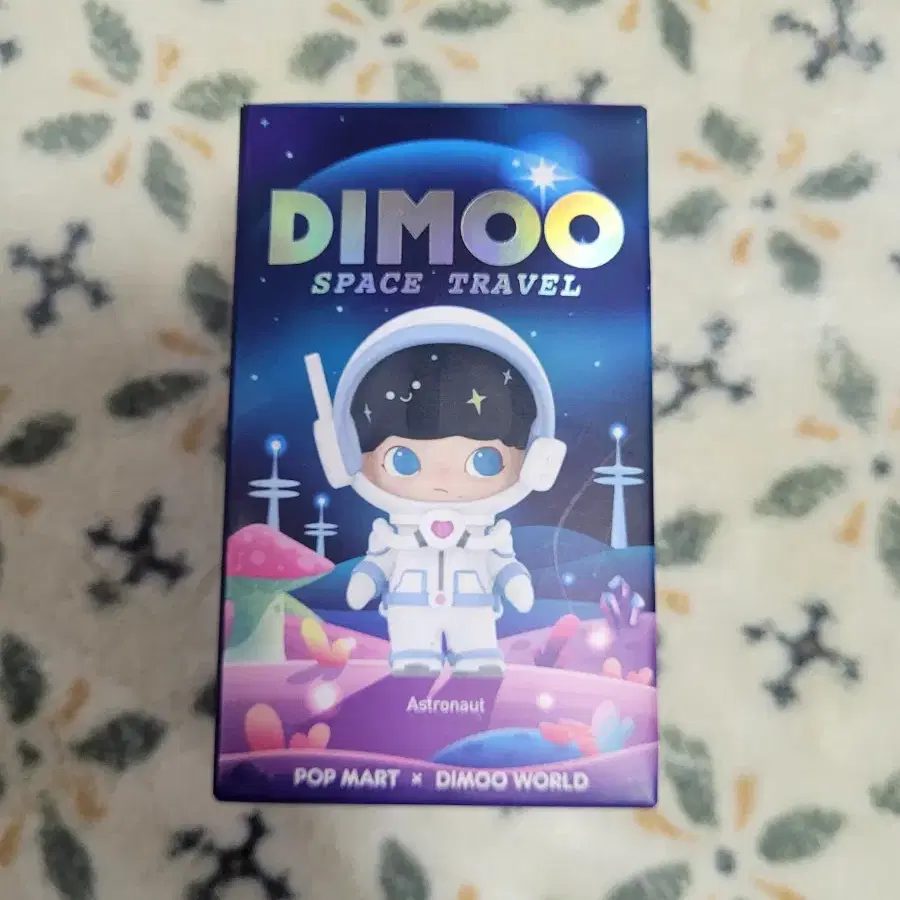 DIMOO
SPACE TRAVEL
Astronaut
POP MART × DIMOO WORLD